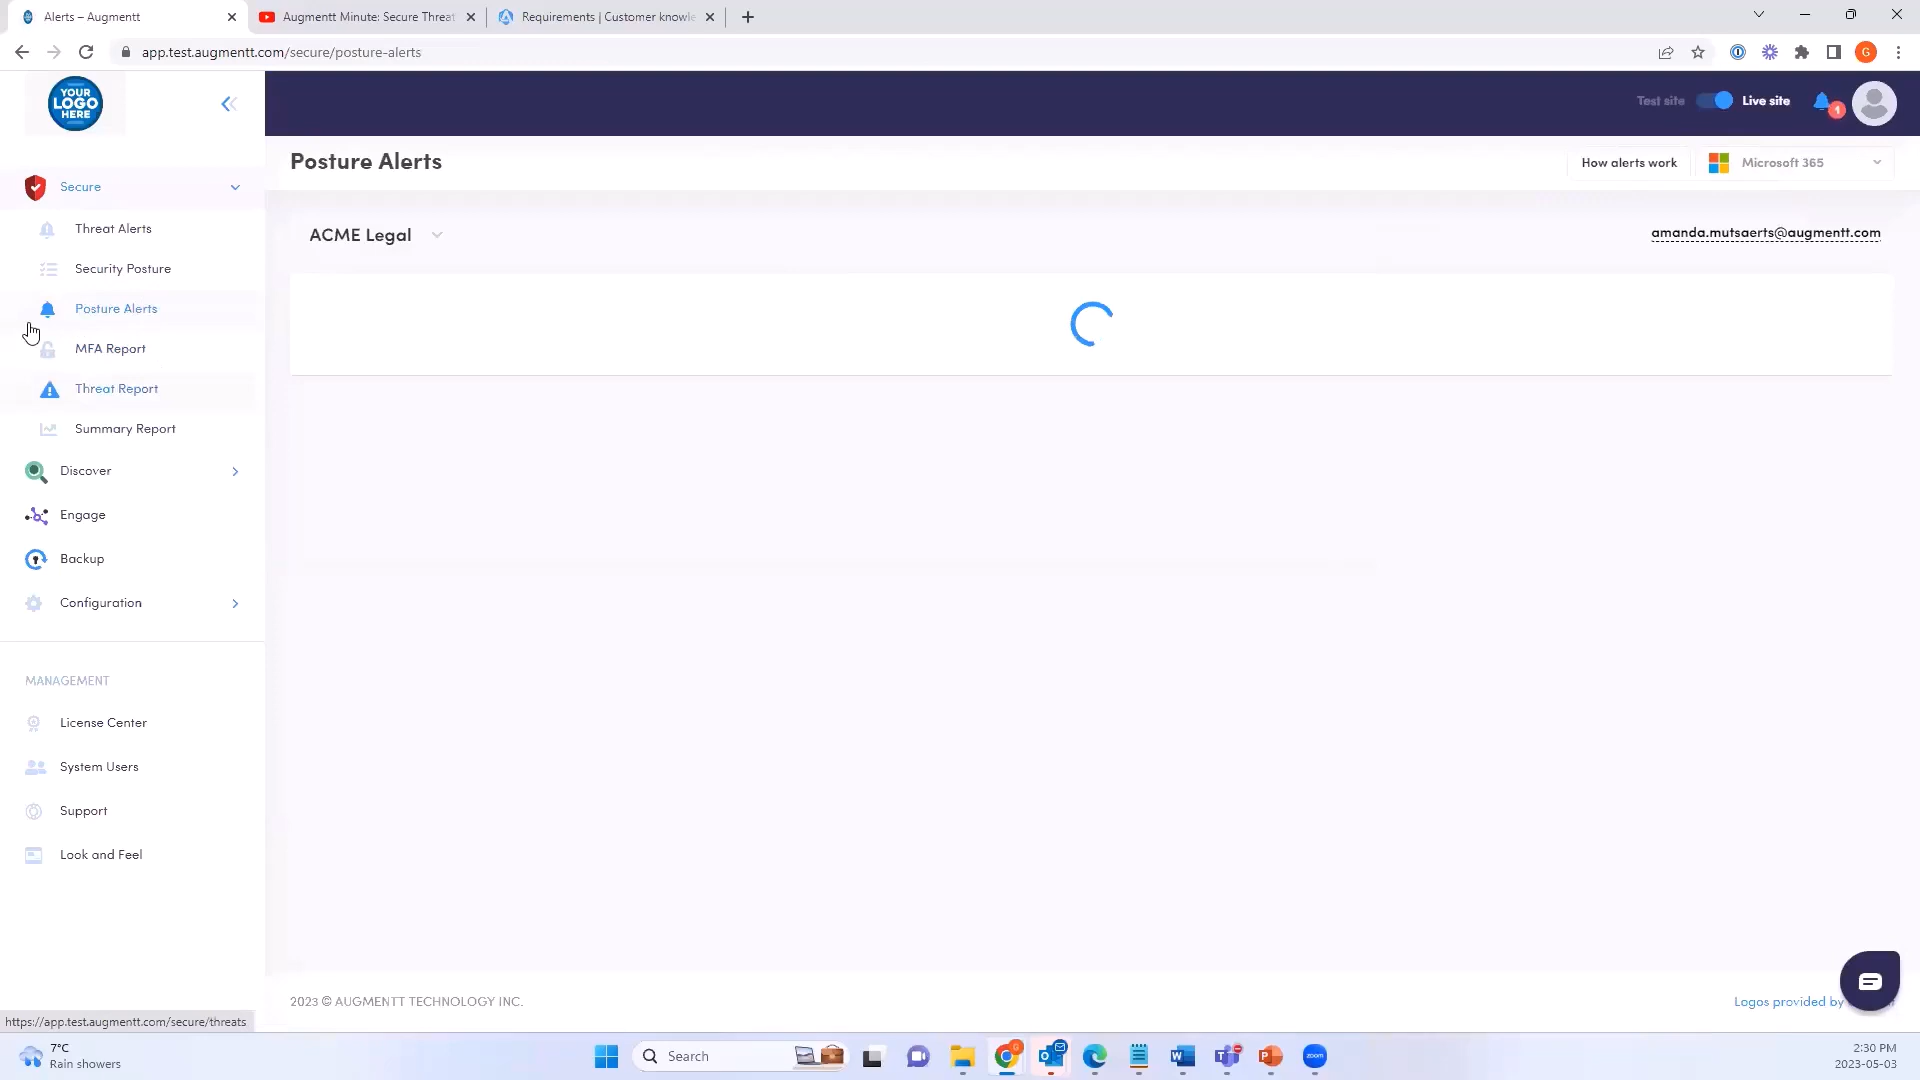 Alerts – Augmentt
Augmentt Minute: Secure Threat
Requirements | Customer knowle
app.test.augmentt.com/secure/posture-alerts
G
YOUR
LOGO
HERE
Test site
Live site
1
Posture Alerts
How alerts work
Microsoft 365
Secure
Threat Alerts
Security Posture
Posture Alerts
MFA Report
Threat Report
Summary Report
Discover
Engage
Backup
Configuration
ACME Legal
amanda.mutsaerts@augmentt.com
MANAGEMENT
License Center
System Users
Support
Look and Feel
2023 © AUGMENTT TECHNOLOGY INC.
Logos provided by
https://app.test.augmentt.com/secure/threats
7°C
Rain showers
Search
zoom
2:30 PM
2023-05-03